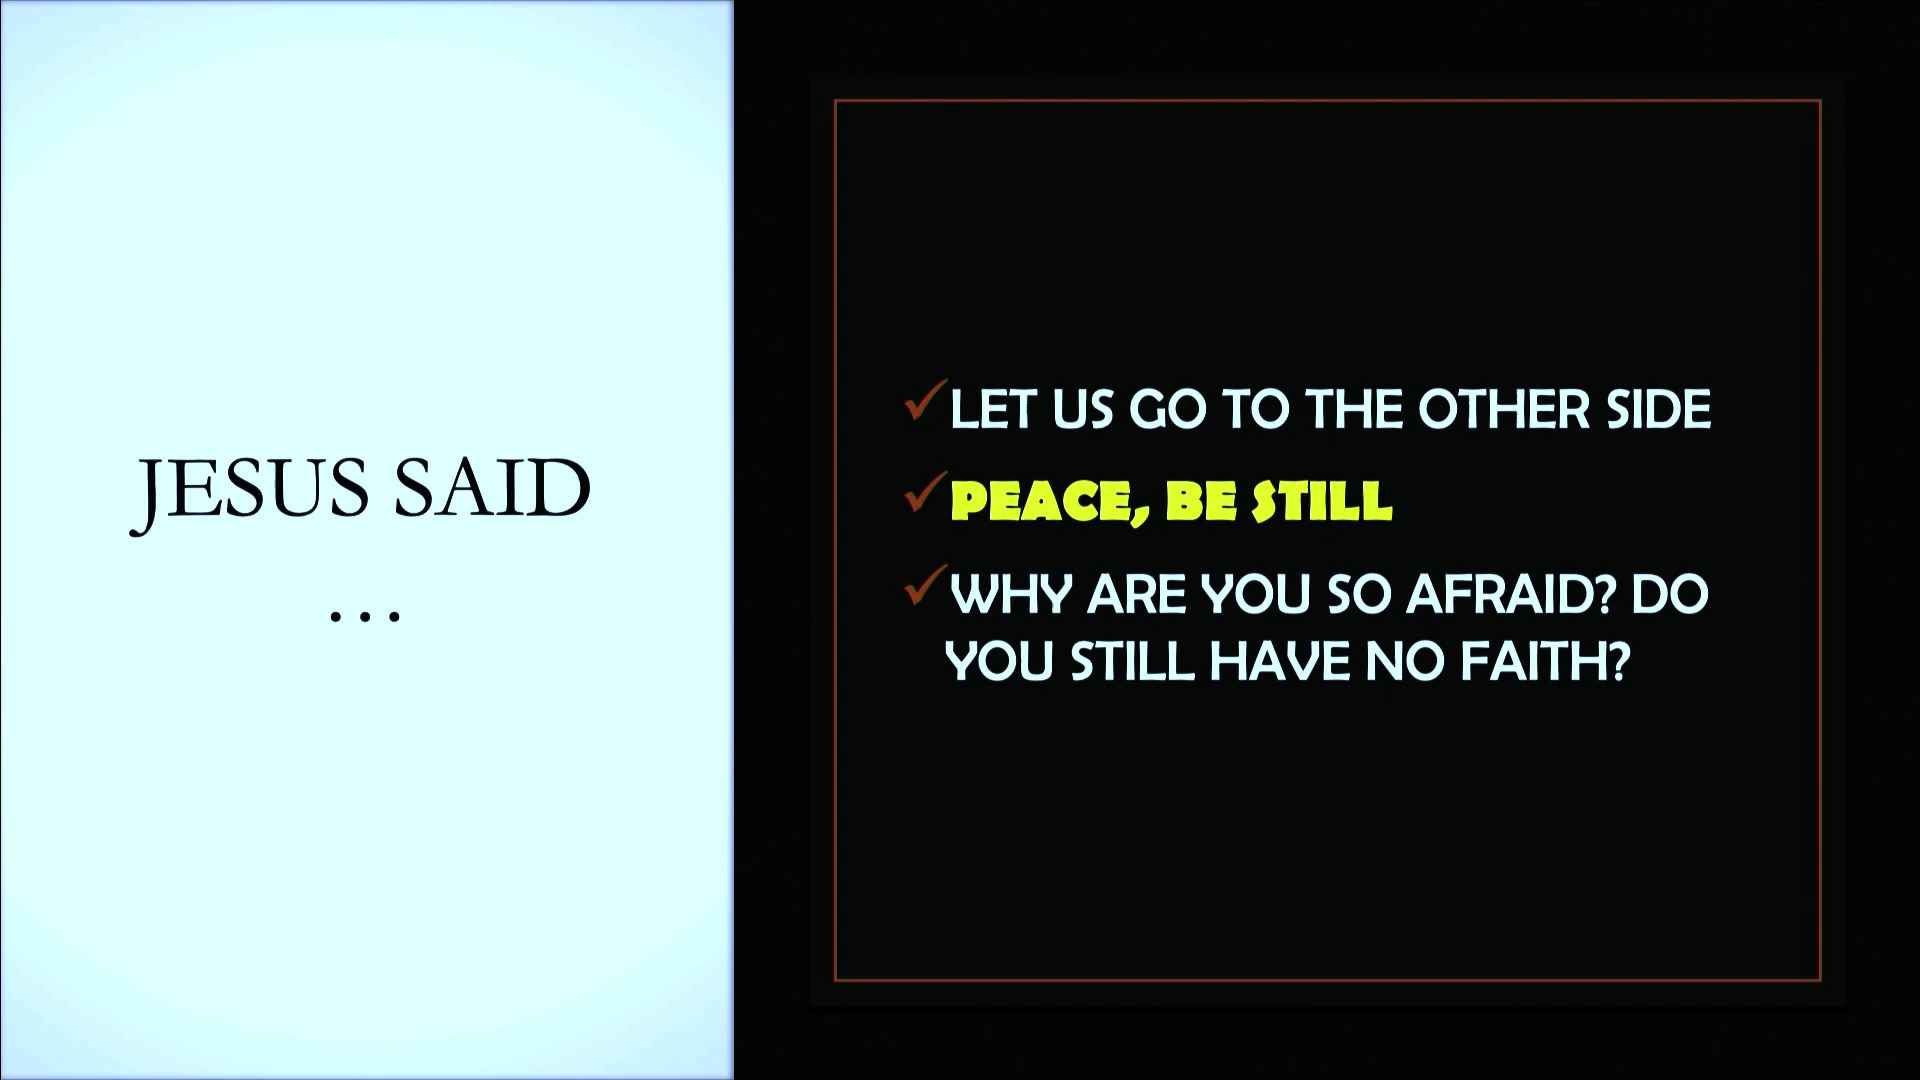 JESUS SAID
...
LET US GO TO THE OTHER SIDE
PEACE, BE STILL
WHY ARE YOU SO AFRAID? DO
YOU STILL HAVE NO FAITH?